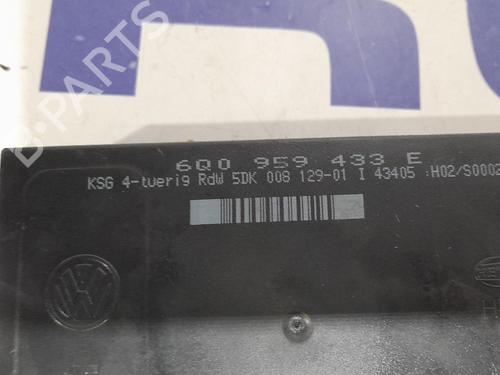 6Q0 959 433 E
KSG 4-tuerig RdW 5DK 008 129-01 I 43405 :H02/S0002
B-PARTS